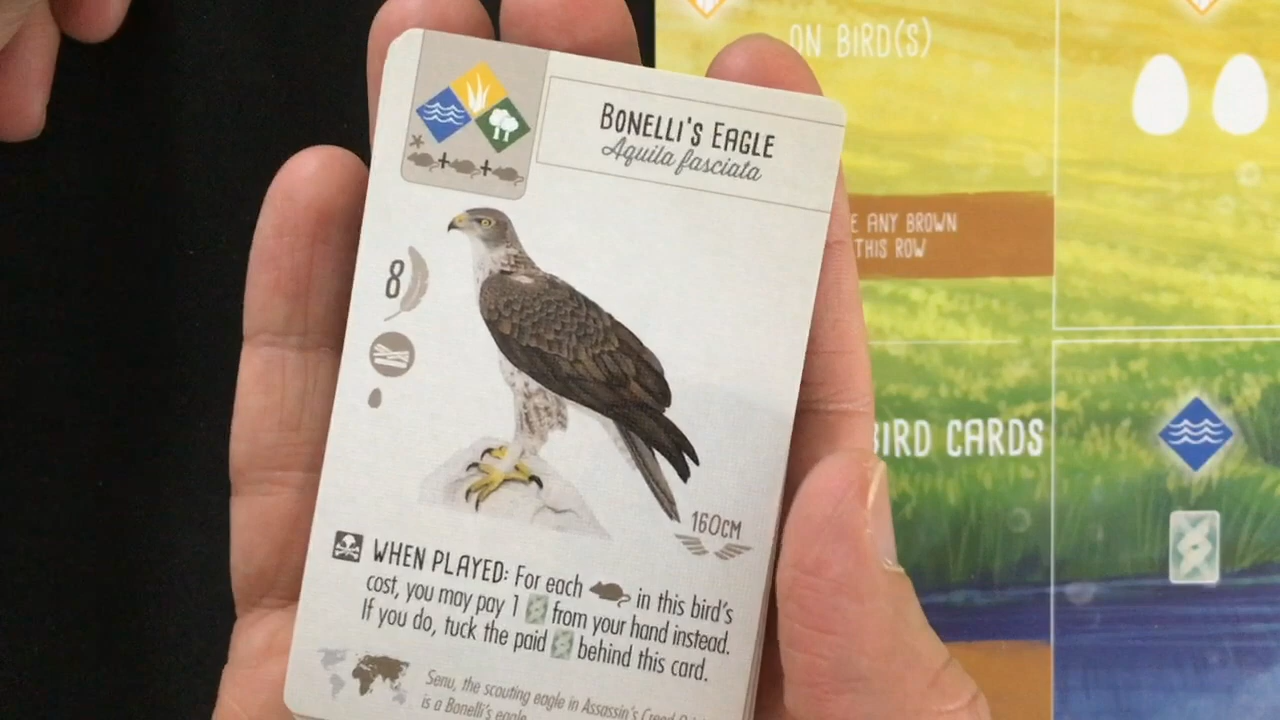 ON BIRD(S)
BONELLI'S EAGLE
Aquila fasciata
*
+ +
8
ANY BROWN
THIS ROW
BIRD CARDS
160CM
WHEN PLAYED: For each in this bird's
cost, you may pay 1 from your hand instead.
If you do, tuck the paid behind this card.
Senu, the scouting eagle in Assassin's Creed
is a Bonelli's eagle